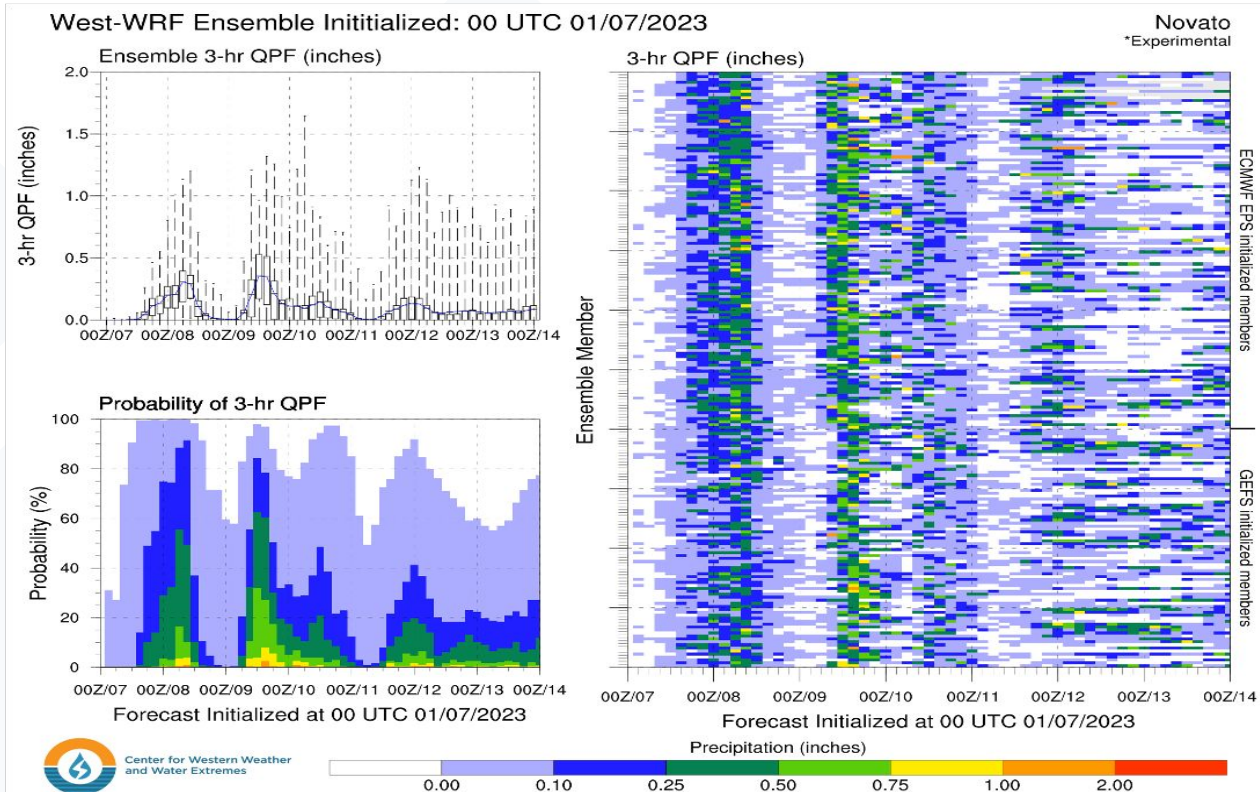 West-WRF Ensemble Inititialized: 00 UTC 01/07/2023
Novato
*Experimental
Ensemble 3-hr QPF (inches)
2.0
1.5
1.0
0.5
0.0
3-hr QPF (inches)
00Z/07 00Z/08 00Z/09 00Z/10 00Z/11 00Z/12 00Z/13 00Z/14
Probability of 3-hr QPF
100
80
60
40
20
0
Probability (%)
00Z/07 00Z/08 00Z/09 00Z/10 00Z/11 00Z/12 00Z/13 00Z/14
Forecast Initialized at 00 UTC 01/07/2023
3-hr QPF (inches)
Ensemble Member
ECMWF EPS initialized members
GEFS initialized members
00Z/07 00Z/08 00Z/09 00Z/10 00Z/11 00Z/12 00Z/13 00Z/14
Forecast Initialized at 00 UTC 01/07/2023
Center for Western Weather
and Water Extremes
Precipitation (inches)
0.00 0.10 0.25 0.50 0.75 1.00 2.00